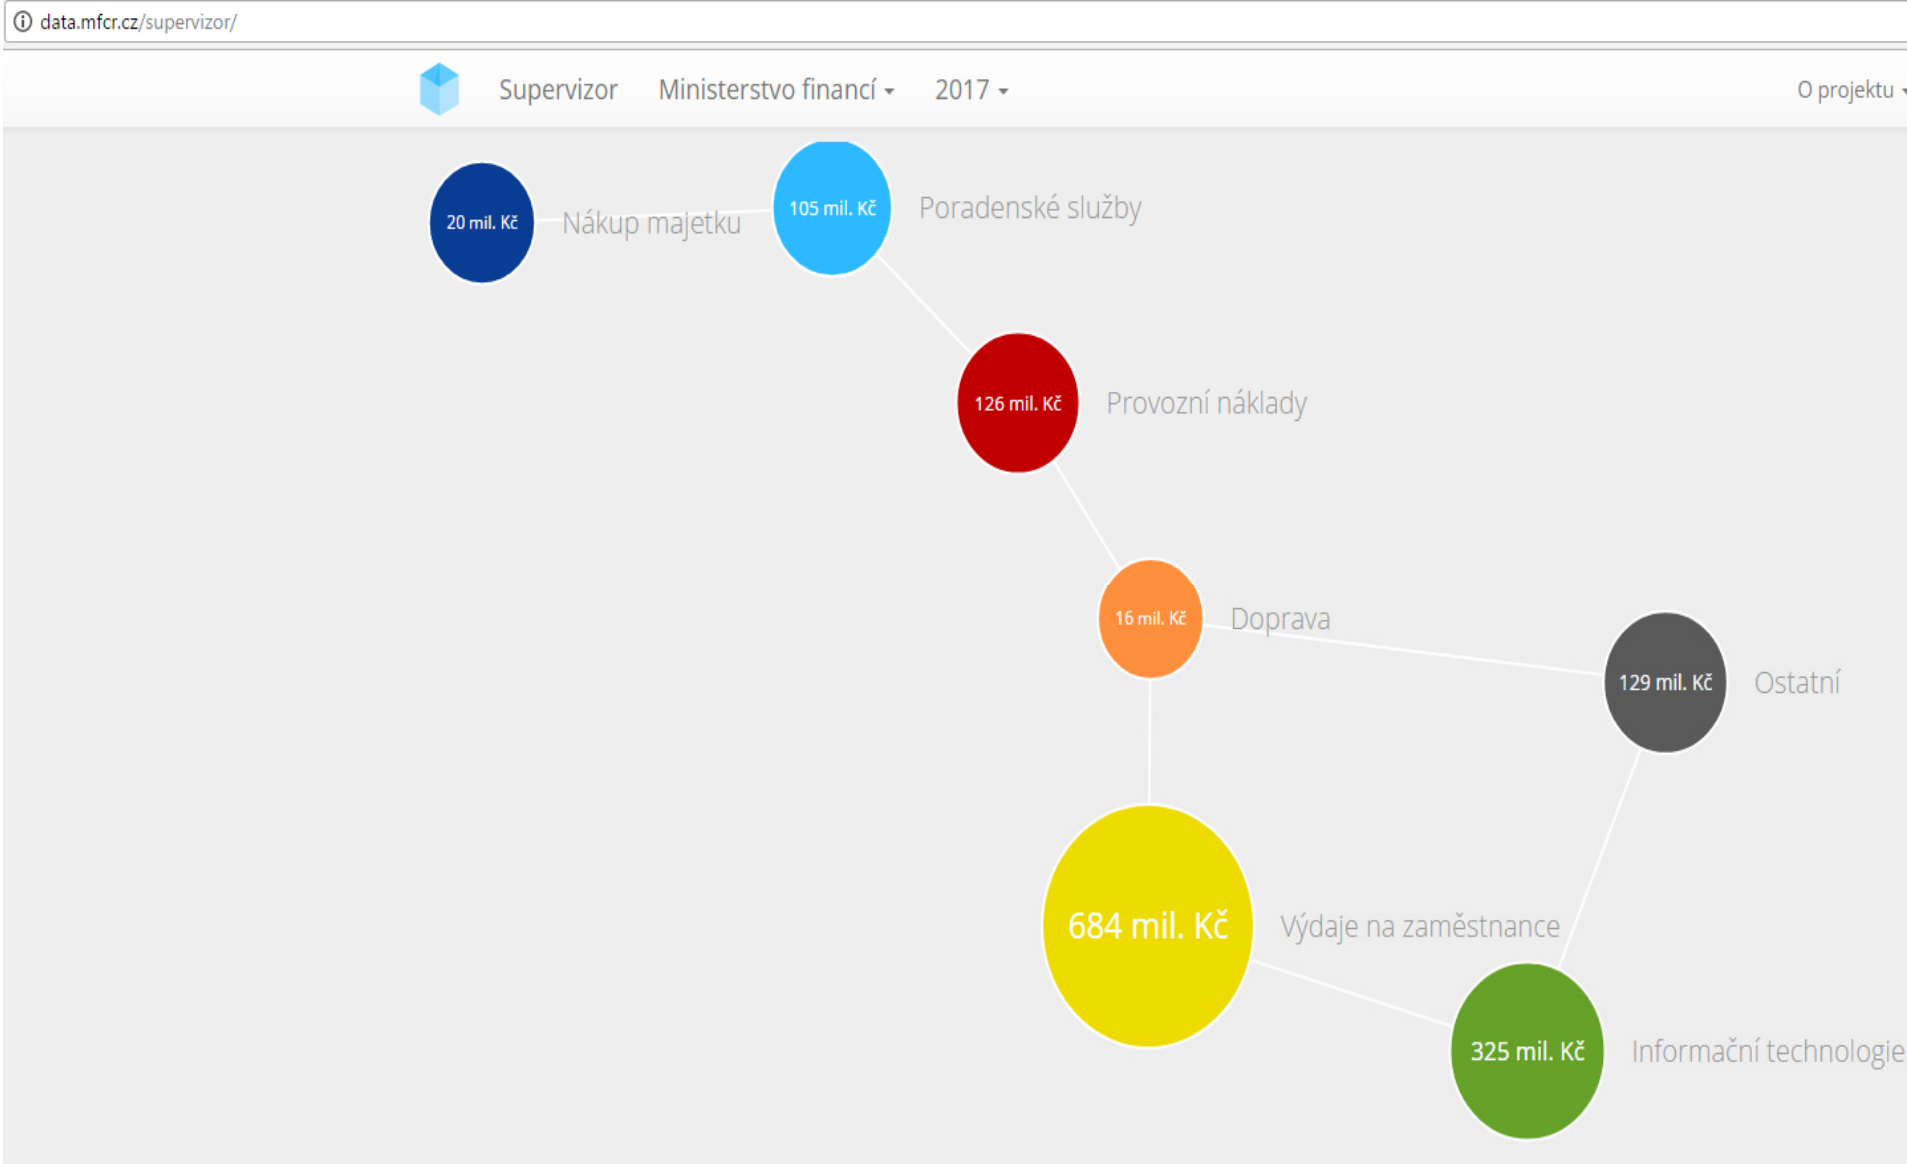 data.mfcr.cz/supervizor/
Supervizor Ministerstvo financí 2017 O projektu
20 mil. Kč Nákup majetku 105 mil. Kč Poradenské služby
126 mil. Kč Provozní náklady
16 mil. Kč Doprava
129 mil. Kč Ostatní
684 mil. Kč Výdaje na zaměstnance
325 mil. Kč Informační technologie